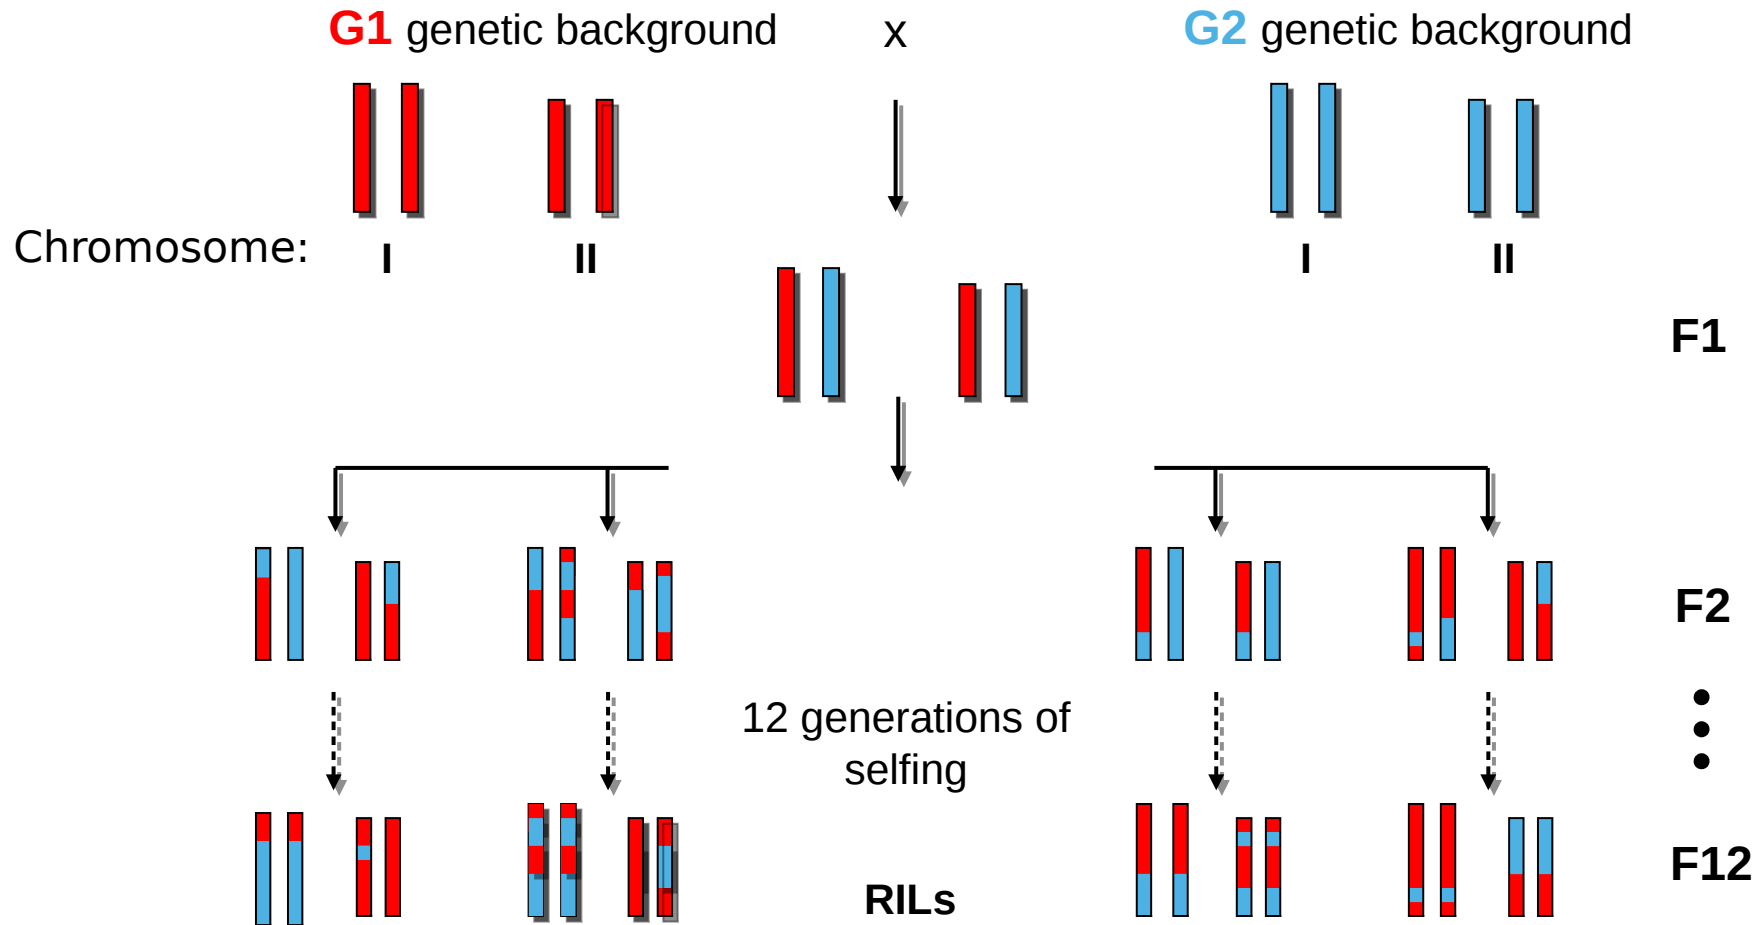 G1 genetic background x G2 genetic background
Chromosome: I II I II
F1
F2
12 generations of
selfing
RILs F12